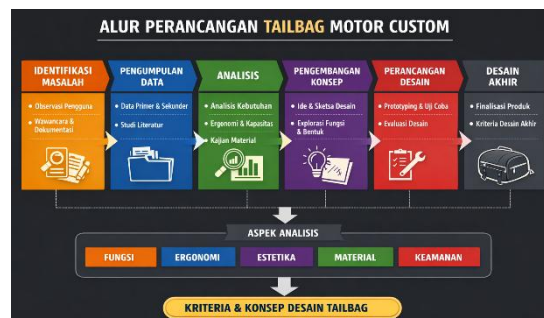 ALUR PERANCANGAN TAILBAG MOTOR CUSTOM
IDENTIFIKASI
MASALAH
• Observasi Pengguna
• Wawancara &
Dokumentasi
PENGUMPULAN
DATA
• Data Primer & Sekunder
• Studi Literatur
ANALISIS
• Analisis Kebutuhan
• Ergonomi & Kapasitas
• Kajian Material
PENGEMBANGAN
KONSEP
• Ide & Sketsa Desain
• Explorasi Fungsi
& Bentuk
PERANCANGAN
DESAIN
• Prototyping & Uji Coba
• Evaluasi Desain
DESAIN
AKHIR
• Finalisasi Produk
• Kriteria Desain Akhir
ASPEK ANALISIS
FUNGSI
ERGONOMI
ESTETIKA
MATERIAL
KEAMANAN
KRITERIA & KONSEP DESAIN TAILBAG